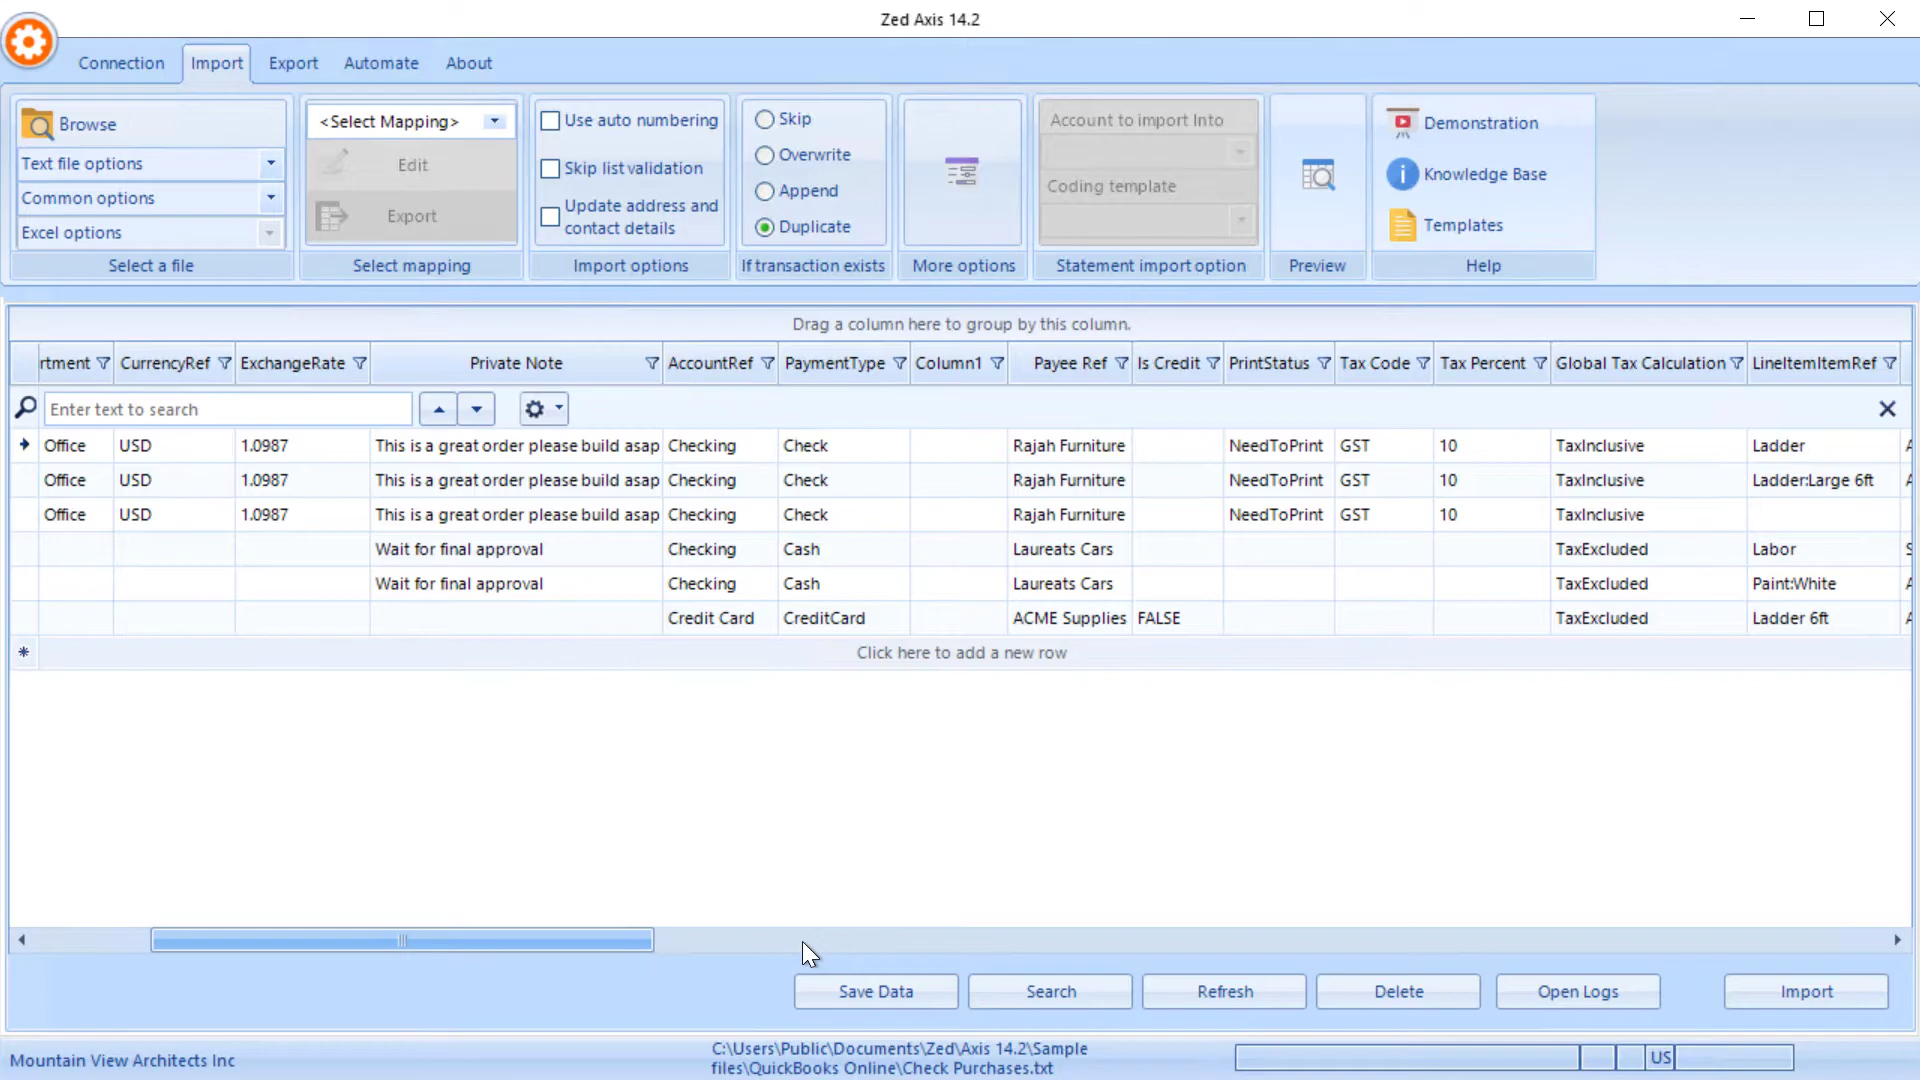 Zed Axis 14.2
Connection Import Export Automate About
Browse
Text file options
Common options
Excel options
Select a file
<Select Mapping>
Edit
Export
Select mapping
Use auto numbering
Skip list validation
Update address and
contact details
Import options
Skip
Overwrite
Append
Duplicate
If transaction exists
More options
Account to import Into
Coding template
Statement import option
Preview
Demonstration
Knowledge Base
Templates
Help
Drag a column here to group by this column.
rtment CurrencyRef ExchangeRate Private Note AccountRef PaymentType Column1 Payee Ref Is Credit PrintStatus Tax Code Tax Percent Global Tax Calculation LineItemItemRef
Enter text to search
Office USD 1.0987 This is a great order please build asap Checking Check Rajah Furniture NeedToPrint GST 10 TaxInclusive Ladder
Office USD 1.0987 This is a great order please build asap Checking Check Rajah Furniture NeedToPrint GST 10 TaxInclusive Ladder:Large 6ft
Office USD 1.0987 This is a great order please build asap Checking Check Rajah Furniture NeedToPrint GST 10 TaxInclusive
Wait for final approval Checking Cash Laureats Cars TaxExcluded Labor
Wait for final approval Checking Cash Laureats Cars TaxExcluded Paint:White
Credit Card CreditCard ACME Supplies FALSE TaxExcluded Ladder 6ft
Click here to add a new row
Save Data Search Refresh Delete Open Logs Import
Mountain View Architects Inc
C:\Users\Public\Documents\Zed\Axis 14.2\Sample
files\QuickBooks Online\Check Purchases.txt
US